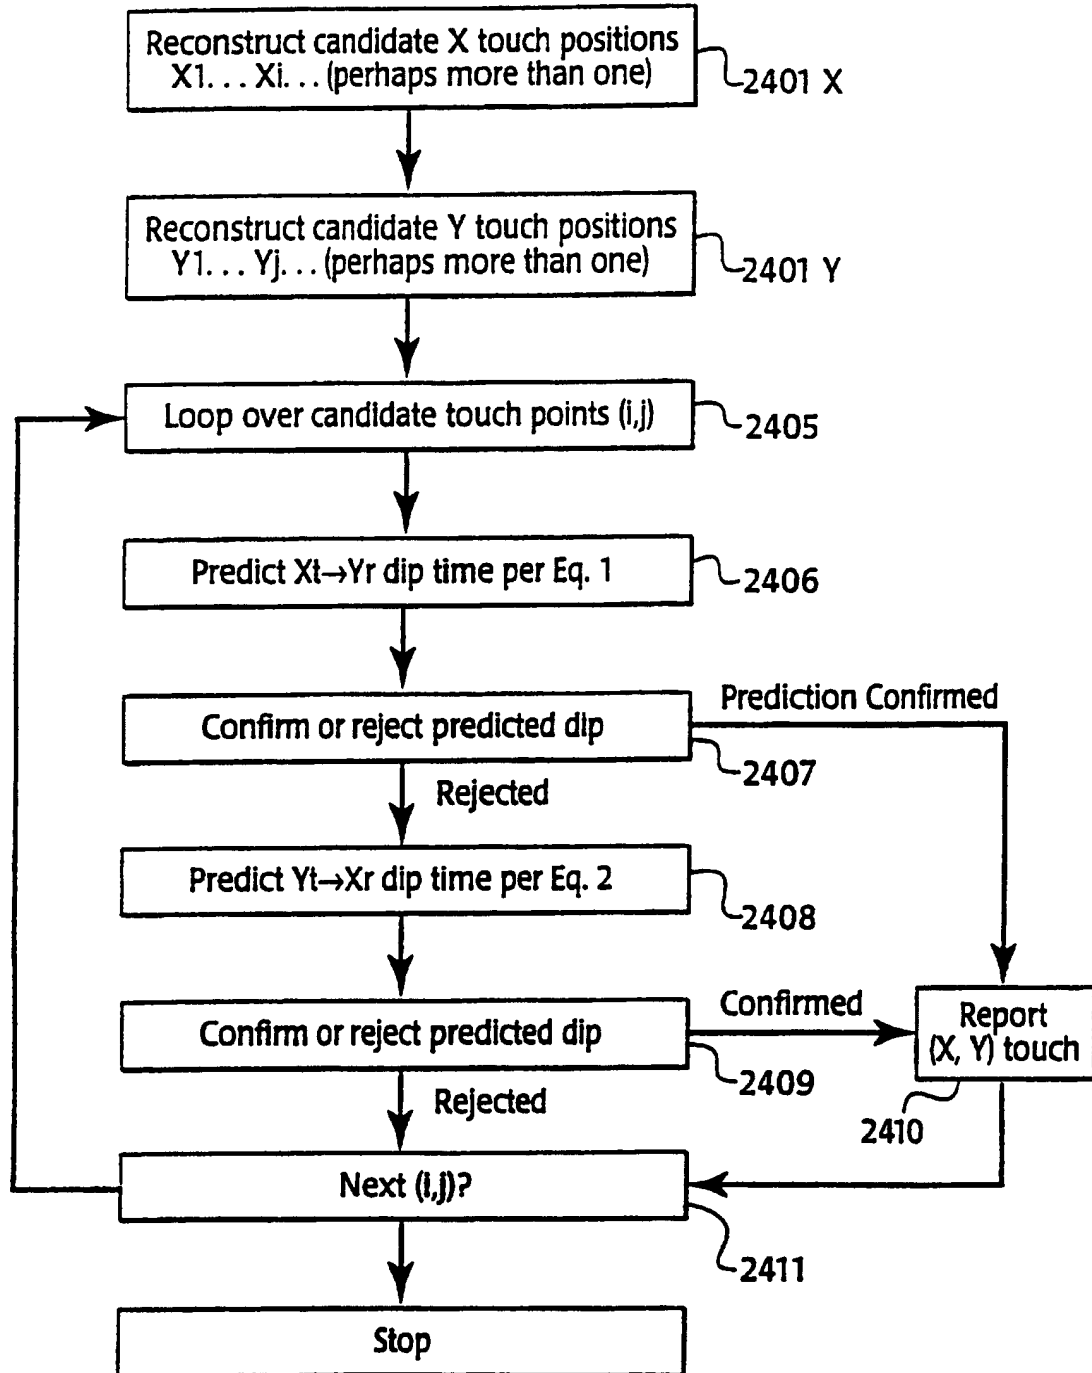 Reconstruct candidate X touch positions
X1. . . Xi. . . (perhaps more than one)
2401 X
Reconstruct candidate Y touch positions
Y1. . . Yj. . . (perhaps more than one)
2401 Y
Loop over candidate touch points (i,j)
2405
Predict Xt→Yr dip time per Eq. 1
2406
Prediction Confirmed
Confirm or reject predicted dip
2407
Rejected
Predict Yt→Xr dip time per Eq. 2
2408
Confirmed
Confirm or reject predicted dip
2409
Report
(X, Y) touch
2410
Rejected
Next (i,j)?
2411
Stop